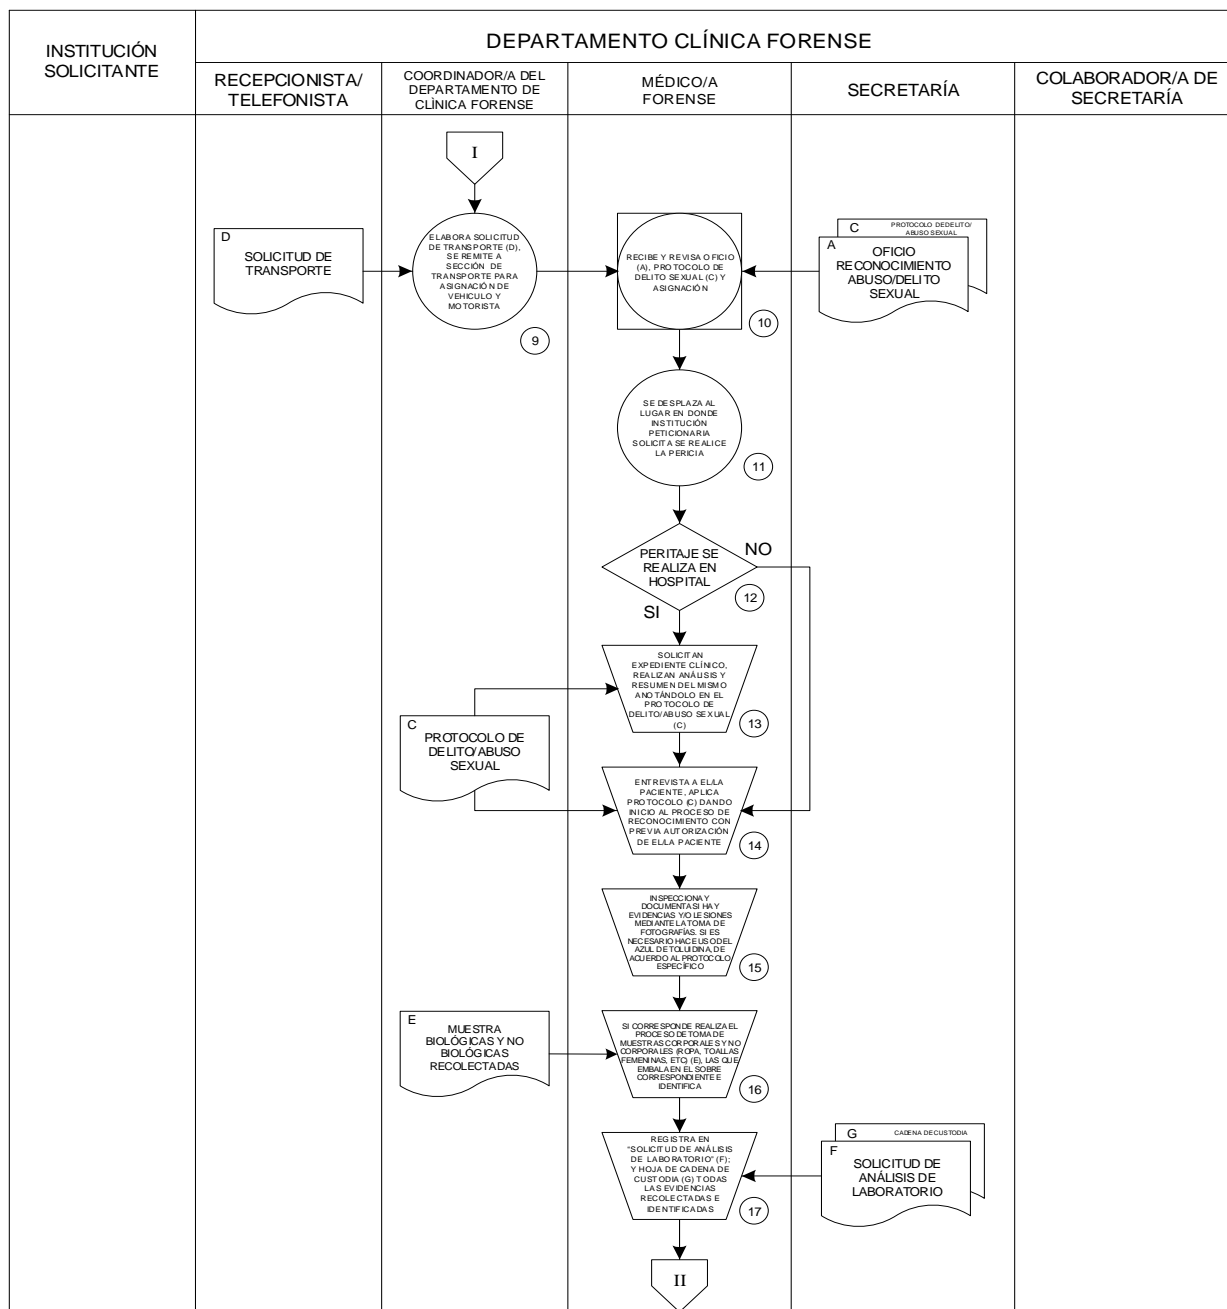 INSTITUCIÓN
SOLICITANTE
DEPARTAMENTO CLÍNICA FORENSE
RECEPCIONISTA/
TELEFONISTA
COORDINADOR/A DEL
DEPARTAMENTO DE
CLÌNICA FORENSE
MÉDICO/A
FORENSE
SECRETARÍA
COLABORADOR/A DE
SECRETARÍA
I
D
SOLICITUD DE
TRANSPORTE
ELABORA SOLICITUD
DE TRANSPORTE (D),
SE REMITE A
SECCIÓN DE
TRANSPORTE PARA
ASIGNACIÓN DE
VEHICULO Y
MOTORISTA
9
RECIBE Y REVISA OFICIO
(A), PROTOCOLO DE
DELITO SEXUAL (C) Y
ASIGNACIÓN
10
C
PROTOCOLO DE DELITO/
ABUSO SEXUAL
A
OFICIO
RECONOCIMIENTO
ABUSO/DELITO
SEXUAL
SE DESPLAZA AL
LUGAR EN DONDE
INSTITUCIÓN
PETICIONARIA
SOLICITA SE REALICE
LA PERICIA
11
PERITAJE SE
REALIZA EN
HOSPITAL
NO
12
SI
SOLICITAN
EXPEDIENTE CLÍNICO,
REALIZAN ANÁLISIS Y
RESUMEN DEL MISMO
ANOTÁNDOLO EN EL
PROTOCOLO DE
DELITO/ABUSO SEXUAL
(C)
13
C
PROTOCOLO DE
DELITO/ABUSO
SEXUAL
ENTREVISTA A EL/LA
PACIENTE, APLICA
PROTOCOLO (C) DANDO
INICIO AL PROCESO DE
RECONOCIMIENTO CON
PREVIA AUTORIZACIÓN
DE EL/LA PACIENTE
14
INSPECCIONA Y
DOCUMENTA SI HAY
EVIDENCIAS Y/O LESIONES
MEDIANTE LA TOMA DE
FOTOGRAFÍAS. SI ES
NECESARIO HACE USO DEL
AZUL DE TOLUIDINA, DE
ACUERDO AL PROTOCOLO
ESPECÍFICO
15
E
MUESTRA
BIOLÓGICAS Y NO
BIOLÓGICAS
RECOLECTADAS
SI CORRESPONDE REALIZA EL
PROCESO DE TOMA DE
MUESTRAS CORPORALES Y NO
CORPORALES (ROPA, TOALLAS
FEMENINAS, ETC) (E), LAS QUE
EMBALA EN EL SOBRE
CORRESPONDIENTE E
IDENTIFICA
16
REGISTRA EN
"SOLICITUD DE ANÁLISIS
DE LABORATORIO" (F);
Y HOJA DE CADENA DE
CUSTODIA (G) TODAS
LAS EVIDENCIAS
RECOLECTADAS E
IDENTIFICADAS
17
G
CADENA DE CUSTODIA
F
SOLICITUD DE
ANÁLISIS DE
LABORATORIO
II